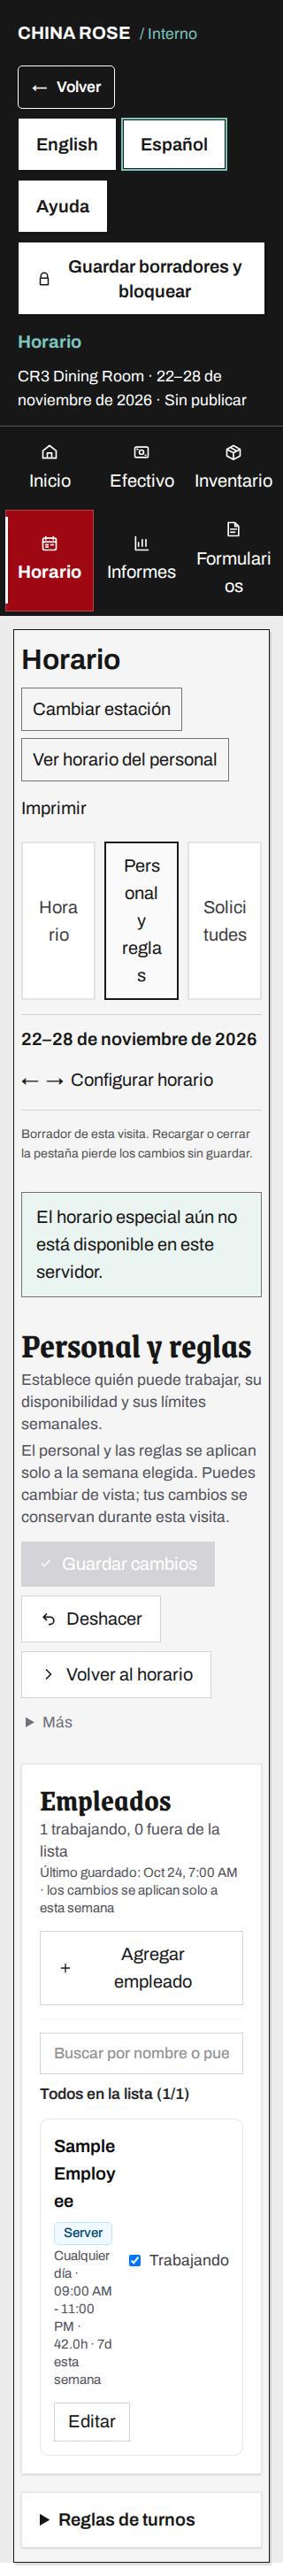 CHINA ROSE / Interno
← Volver
English
Español
Ayuda
Guardar borradores y
bloquear
Horario
CR3 Dining Room · 22–28 de
noviembre de 2026 · Sin publicar
Inicio
Efectivo
Inventario
Horario
Informes
Formulari
os
Horario
Cambiar estación
Ver horario del personal
Imprimir
Hora
rio
Pers
onal
y
regla
s
Solici
tudes
22–28 de noviembre de 2026
← → Configurar horario
Borrador de esta visita. Recargar o cerrar
la pestaña pierde los cambios sin guardar.
El horario especial aún no
está disponible en este
servidor.
Personal y reglas
Establece quién puede trabajar, su
disponibilidad y sus límites
semanales.
El personal y las reglas se aplican
solo a la semana elegida. Puedes
cambiar de vista; tus cambios se
conservan durante esta visita.
Guardar cambios
Deshacer
Volver al horario
Más
Empleados
1 trabajando, 0 fuera de la
lista
Último guardado: Oct 24, 7:00 AM
· los cambios se aplican solo a
esta semana
+ Agregar
empleado
Buscar por nombre o pue
Todos en la lista (1/1)
Sample
Employ
ee
Server
Cualquier
día ·
09:00 AM
- 11:00
PM ·
42.0h · 7d
esta
semana
Trabajando
Editar
Reglas de turnos